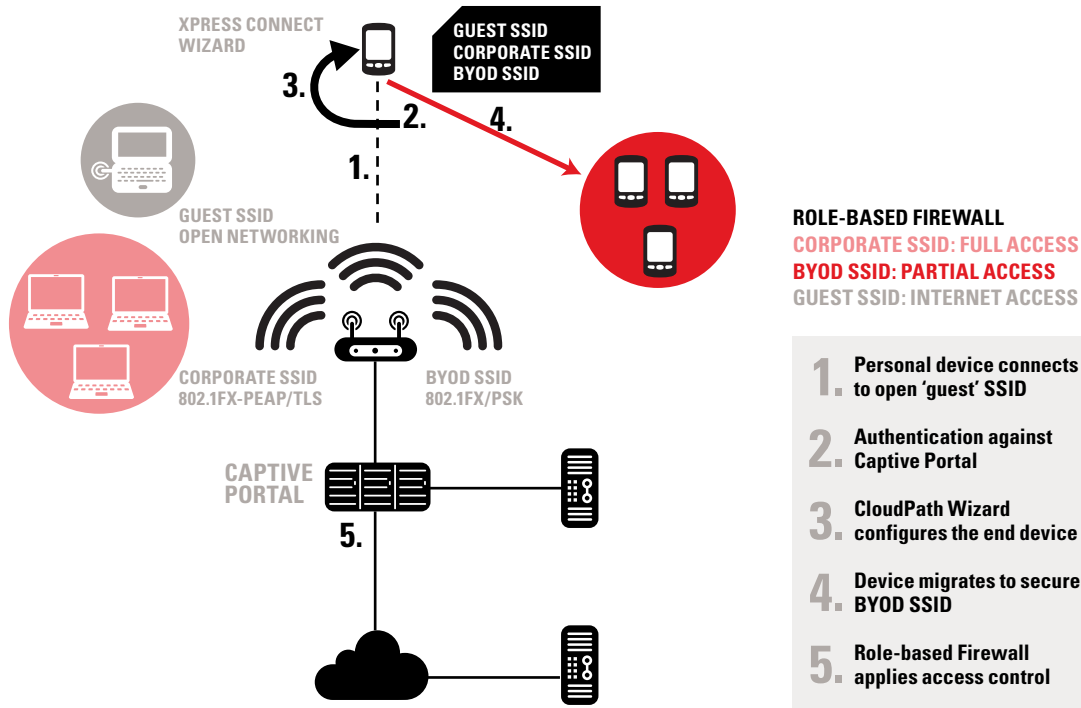 XPRESS CONNECT
WIZARD
GUEST SSID
CORPORATE SSID
BYOD SSID
3.
2.
4.
1.
GUEST SSID
OPEN NETWORKING
CORPORATE SSID
802.1FX-PEAP/TLS
BYOD SSID
802.1FX/PSK
CAPTIVE
PORTAL
5.
ROLE-BASED FIREWALL
CORPORATE SSID: FULL ACCESS
BYOD SSID: PARTIAL ACCESS
GUEST SSID: INTERNET ACCESS
1. Personal device connects
to open ‘guest’ SSID
2. Authentication against
Captive Portal
3. CloudPath Wizard
configures the end device
4. Device migrates to secure
BYOD SSID
5. Role-based Firewall
applies access control